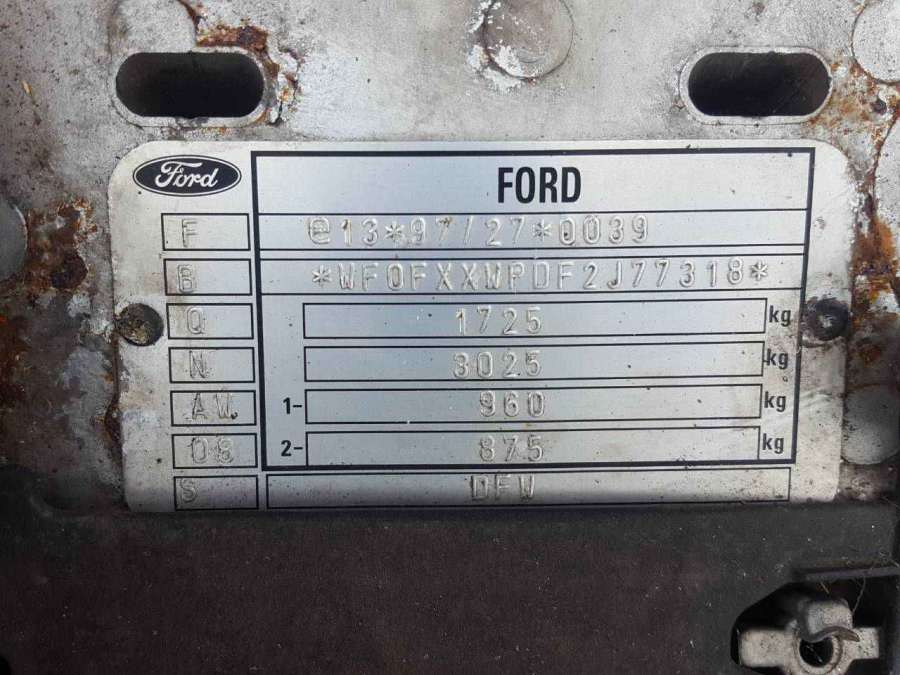 Ford FORD
F e13*97/27*0039
B *WF0FXXWPDF2J77318*
Q 1725 kg
N 3025 kg
AW 1- 960 kg
08 2- 875 kg
S DFW